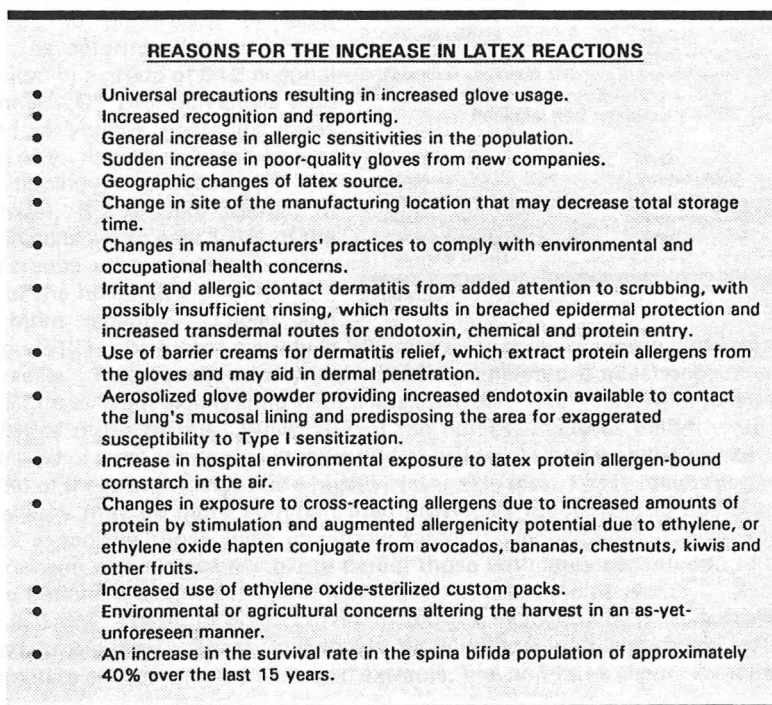 REASONS FOR THE INCREASE IN LATEX REACTIONS
• Universal precautions resulting in increased glove usage.
• Increased recognition and reporting.
• General increase in allergic sensitivities in the population.
• Sudden increase in poor-quality gloves from new companies.
• Geographic changes of latex source.
• Change in site of the manufacturing location that may decrease total storage
time.
• Changes in manufacturers' practices to comply with environmental and
occupational health concerns.
• Irritant and allergic contact dermatitis from added attention to scrubbing, with
possibly insufficient rinsing, which results in breached epidermal protection and
increased transdermal routes for endotoxin, chemical and protein entry.
• Use of barrier creams for dermatitis relief, which extract protein allergens from
the gloves and may aid in dermal penetration.
• Aerosolized glove powder providing increased endotoxin available to contact
the lung's mucosal lining and predisposing the area for exaggerated
susceptibility to Type I sensitization.
• Increase in hospital environmental exposure to latex protein allergen-bound
cornstarch in the air.
• Changes in exposure to cross-reacting allergens due to increased amounts of
protein by stimulation and augmented allergenicity potential due to ethylene, or
ethylene oxide hapten conjugate from avocados, bananas, chestnuts, kiwis and
other fruits.
• Increased use of ethylene oxide-sterilized custom packs.
• Environmental or agricultural concerns altering the harvest in an as-yet-
unforeseen manner.
• An increase in the survival rate in the spina bifida population of approximately
40% over the last 15 years.